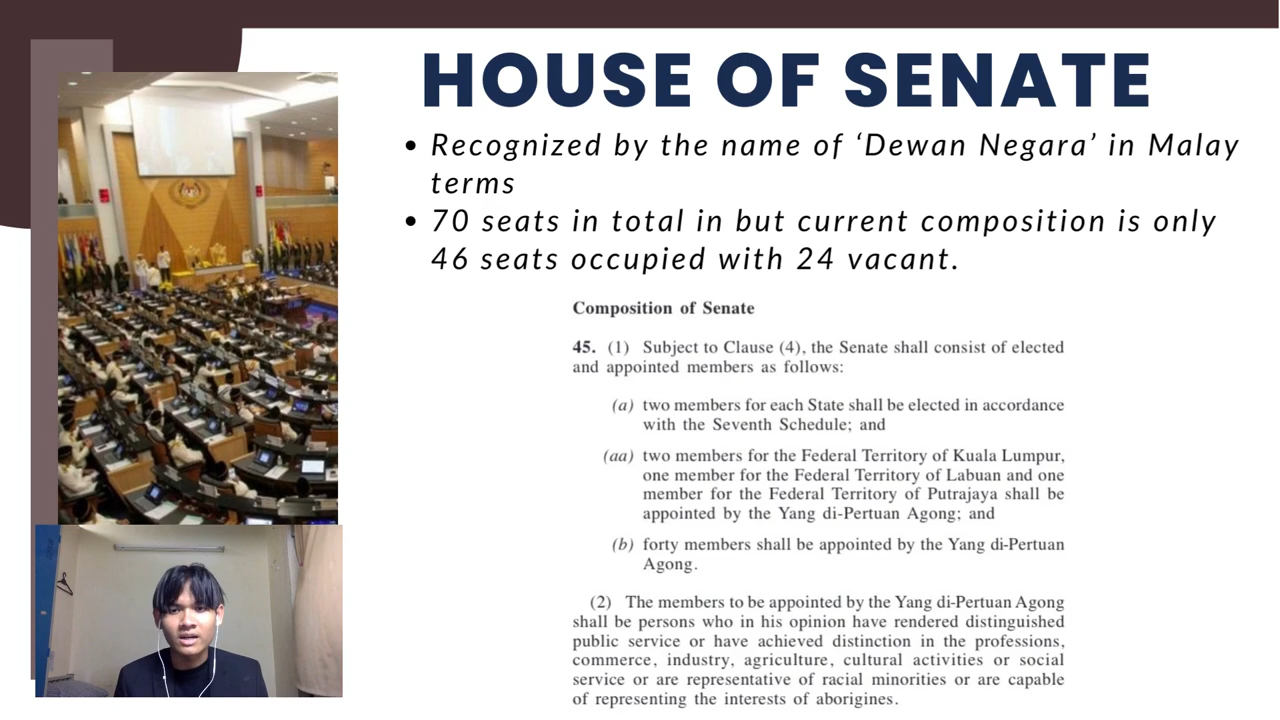 HOUSE OF SENATE
• Recognized by the name of ‘Dewan Negara’ in Malay
terms
• 70 seats in total in but current composition is only
46 seats occupied with 24 vacant.
Composition of Senate
45. (1) Subject to Clause (4), the Senate shall consist of elected
and appointed members as follows:
(a) two members for each State shall be elected in accordance
with the Seventh Schedule; and
(aa) two members for the Federal Territory of Kuala Lumpur,
one member for the Federal Territory of Labuan and one
member for the Federal Territory of Putrajaya shall be
appointed by the Yang di-Pertuan Agong; and
(b) forty members shall be appointed by the Yang di-Pertuan
Agong.
(2) The members to be appointed by the Yang di-Pertuan Agong
shall be persons who in his opinion have rendered distinguished
public service or have achieved distinction in the professions,
commerce, industry, agriculture, cultural activities or social
service or are representative of racial minorities or are capable
of representing the interests of aborigines.